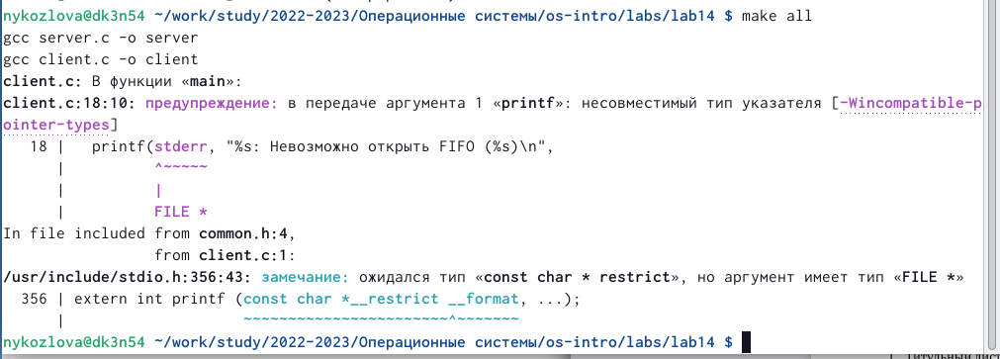 nykozlova@dk3n54 ~/work/study/2022-2023/Операционные системы/os-intro/labs/lab14 $ make all
gcc server.c -o server
gcc client.c -o client
client.c: В функции «main»:
client.c:18:10: предупреждение: в передаче аргумента 1 «printf»: несовместимый тип указателя [-Wincompatible-p
ointer-types]
   18 |   printf(stderr, "%s: Невозможно открыть FIFO (%s)\n",
      |          ^~~~~~
      |          |
      |          FILE *
In file included from common.h:4,
                 from client.c:1:
/usr/include/stdio.h:356:43: замечание: ожидался тип «const char * restrict», но аргумент имеет тип «FILE *»
  356 | extern int printf (const char *__restrict __format, ...);
      |                    ~~~~~~~~~~~~~~~~~~~~~~~^~~~~~~~
nykozlova@dk3n54 ~/work/study/2022-2023/Операционные системы/os-intro/labs/lab14 $